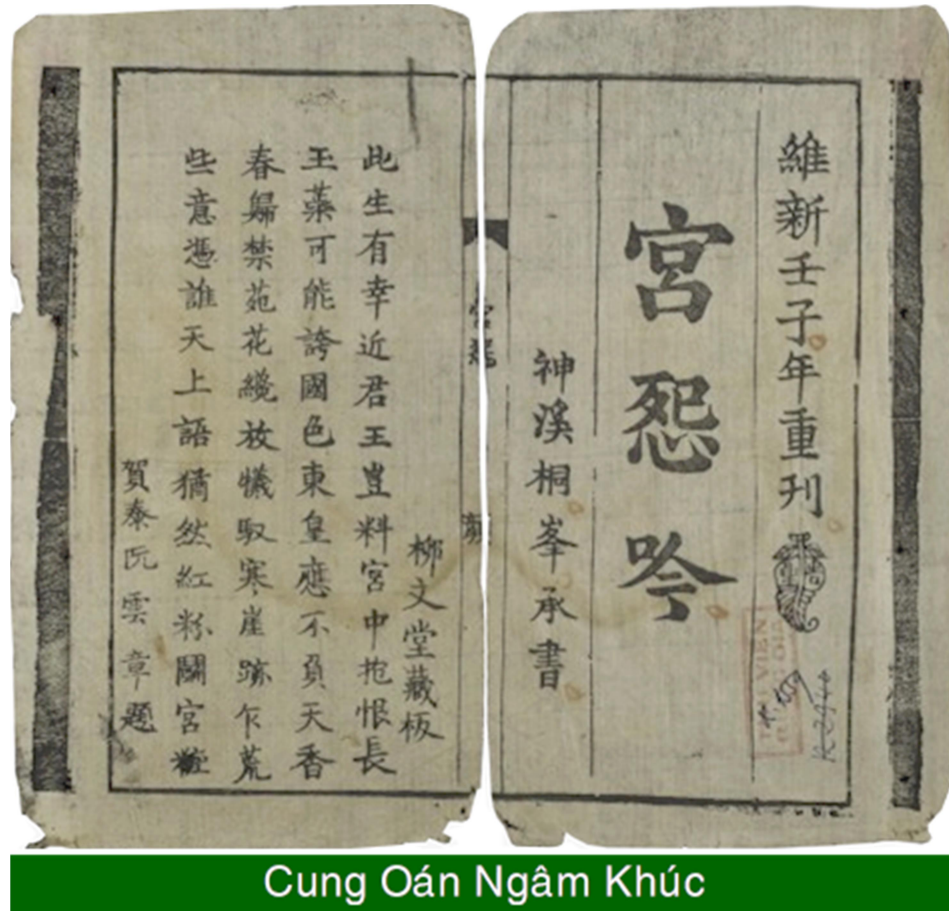 維新壬子年重刊
宮怨吟
神溪桐峯承書
宮怨
柳文堂藏板
此生有幸近君王豈料宮中抱恨長
玉藥可能誇國色東皇應不負天香
春歸禁苑花纔放犧馭寒崖跡乍荒
些意憑誰天上語猶然紅粉鬭宮粧
賀泰阮雲章題
Cung Oán Ngâm Khúc